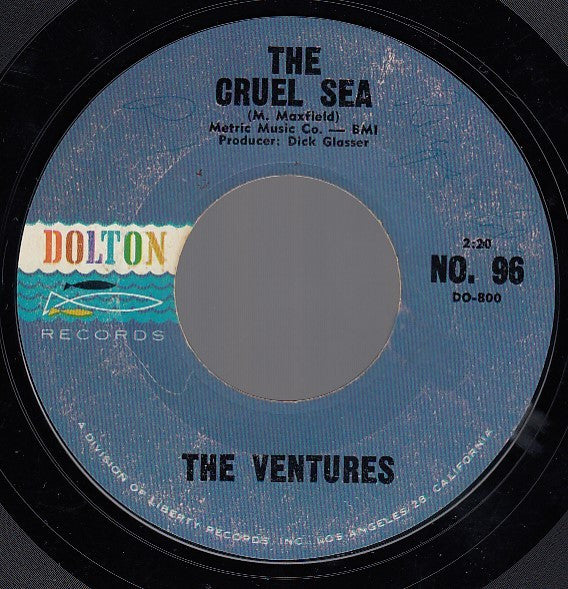 THE
CRUEL SEA
(M. Maxfield)
Metric Music Co. — BMI
Producer: Dick Glasser
DOLTON
RECORDS
2:20
NO. 96
DO-800
THE VENTURES
A DIVISION OF LIBERTY RECORDS, INC., LOS ANGELES 28, CALIFORNIA